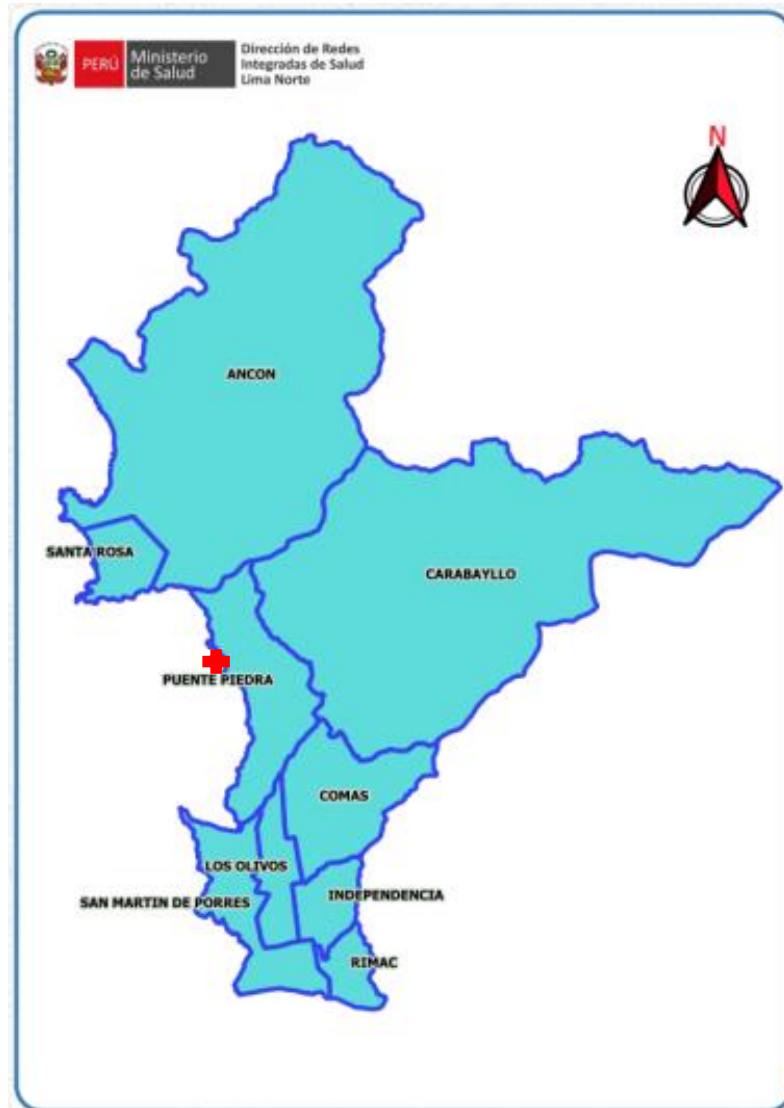 PERÚ
Ministerio
de Salud
Dirección de Redes
Integradas de Salud
Lima Norte
N
ANCON
SANTA ROSA
CARABAYLLO
PUENTE PIEDRA
COMAS
LOS OLIVOS
INDEPENDENCIA
SAN MARTIN DE PORRES
RIMAC